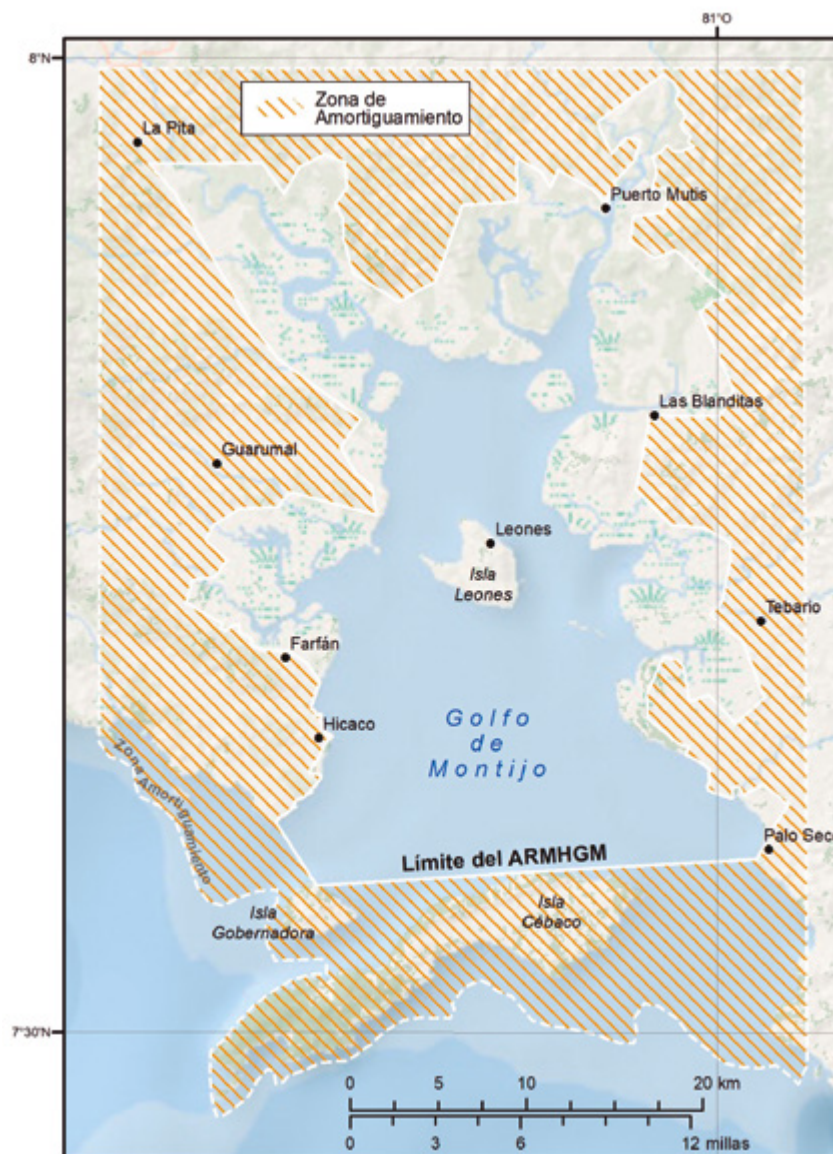 81°O
8°N
Zona de
Amortiguamiento
La Pita
Puerto Mutis
Las Blanditas
Guarumal
Leones
Isla
Leones
Tebario
Farfán
Hicaco
Golfo
de
Montijo
Zona Amortiguamiento
Palo Seco
Límite del ARMHGM
Isla
Gobernadora
Isla
Cébaco
7°30'N
0 5 10 20 km
0 3 6 12 millas